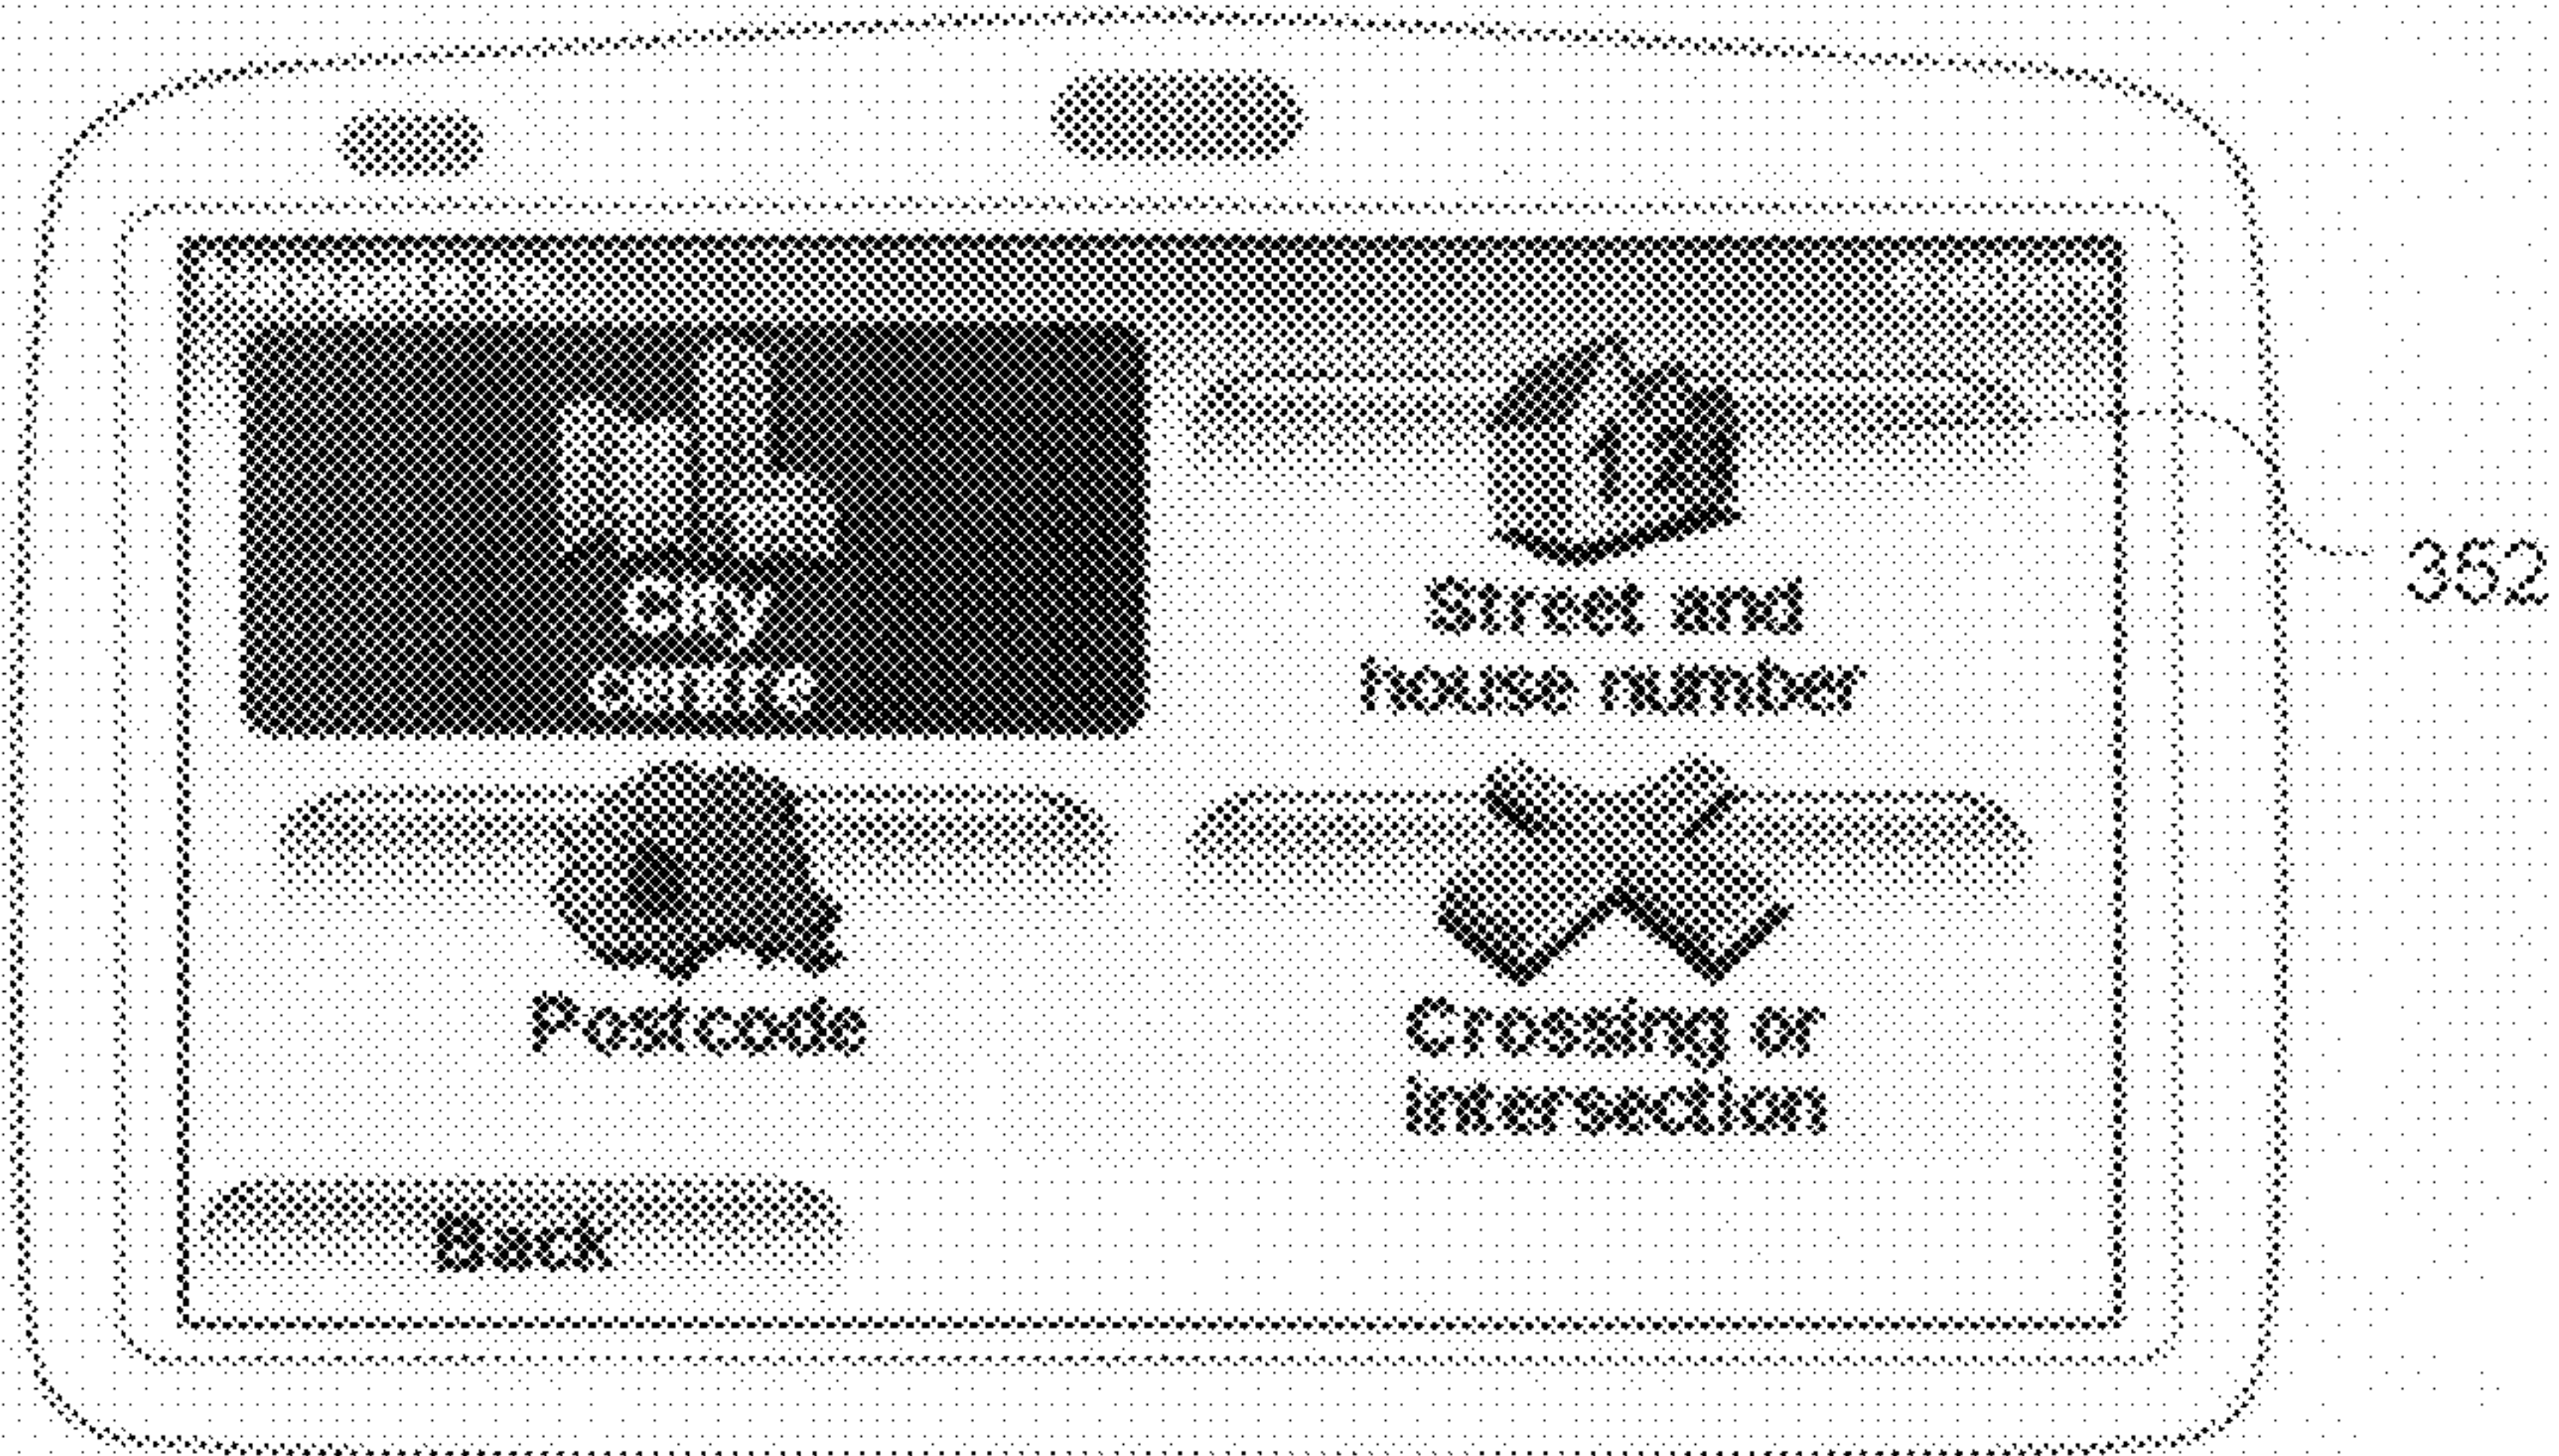 City
centre
Street and
house number
352
Postcode
Crossing or
intersection
Back